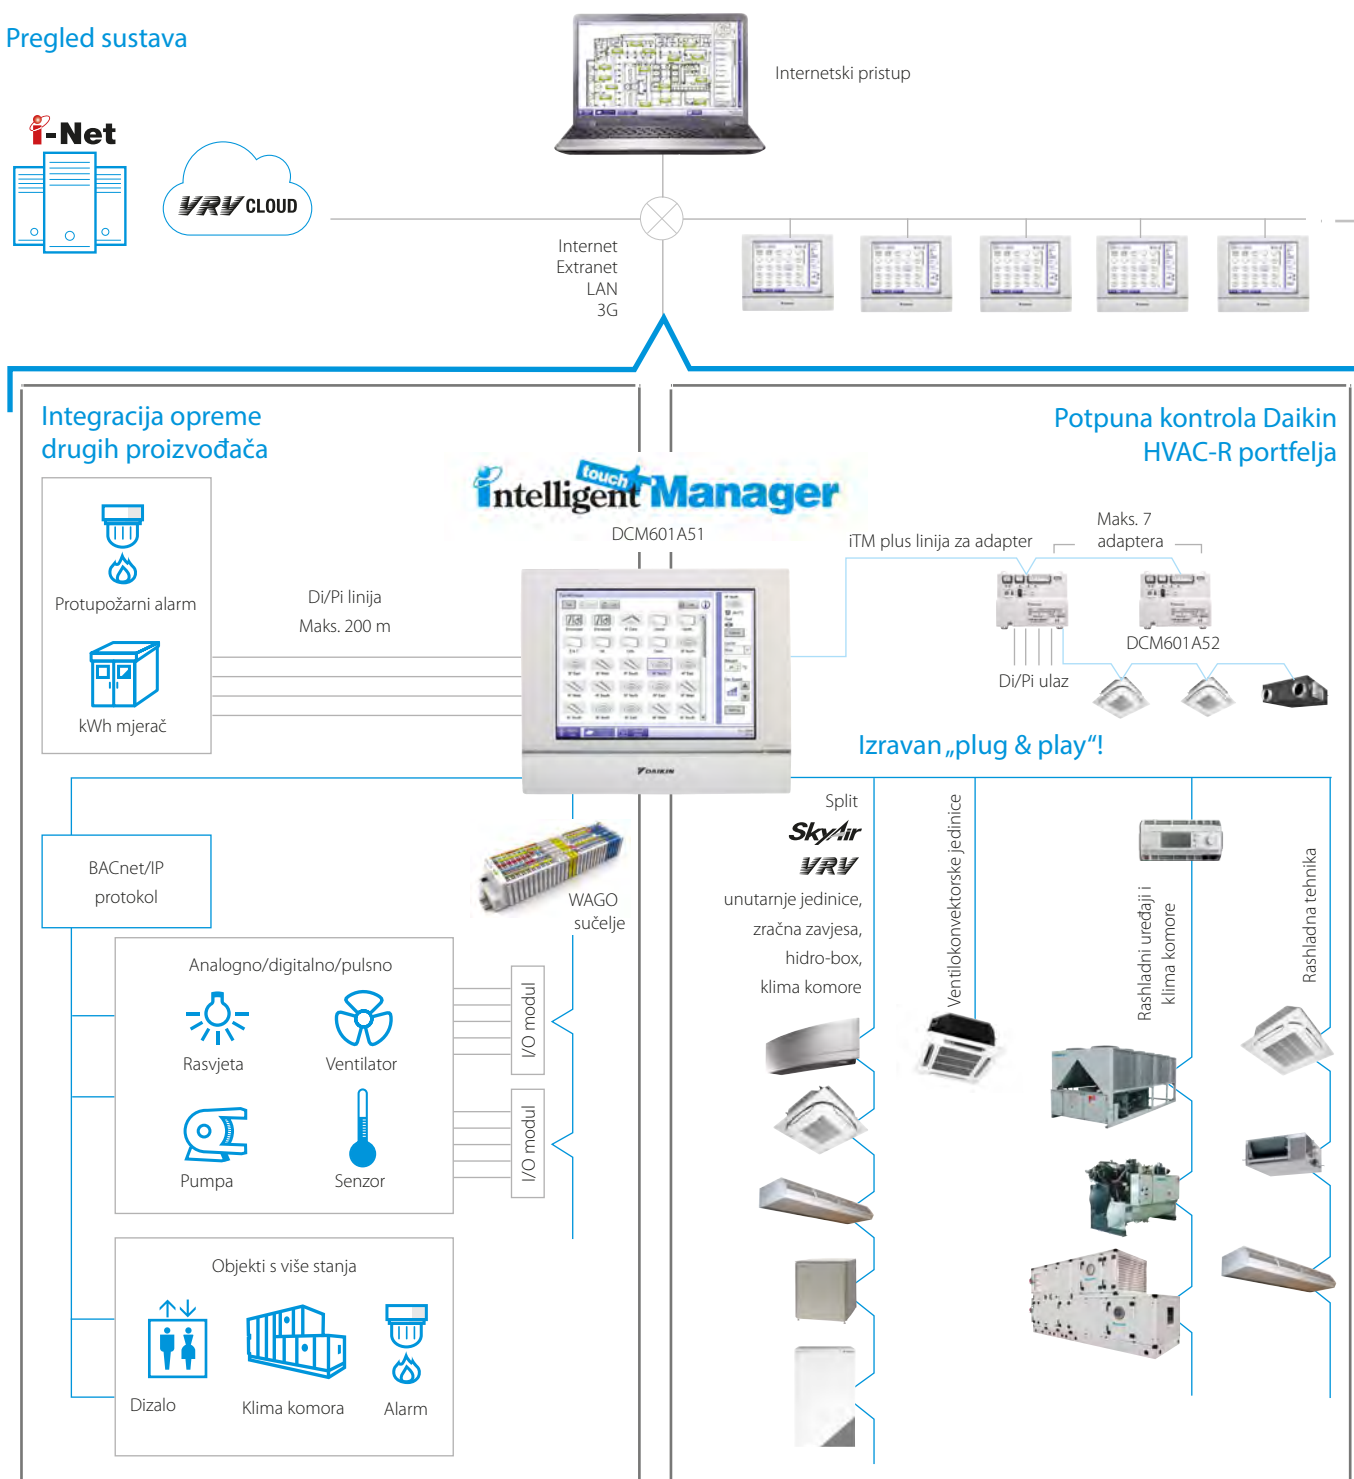 Pregled sustava
Internetski pristup
i-Net
VRV CLOUD
Internet
Extranet
LAN
3G
Integracija opreme
drugih proizvođača
Potpuna kontrola Daikin
HVAC-R portfelja
intelligent touch Manager
DCM601A51
Protupožarni alarm
kWh mjerač
Di/Pi linija
Maks. 200 m
iTM plus linija za adapter
Maks. 7
adaptera
DCM601A52
Di/Pi ulaz
DAIKIN
Izravan „plug & play“!
BACnet/IP
protokol
WAGO
sučelje
Analogno/digitalno/pulsno
Rasvjeta
Ventilator
Pumpa
Senzor
I/O modul
I/O modul
Objekti s više stanja
Dizalo
Klima komora
Alarm
Split
SkyAir
VRV
unutarnje jedinice,
zračna zavjesa,
hidro-box,
klima komore
Ventilokonvektorske jedinice
Rashladni uređaji i
klima komore
Rashladna tehnika